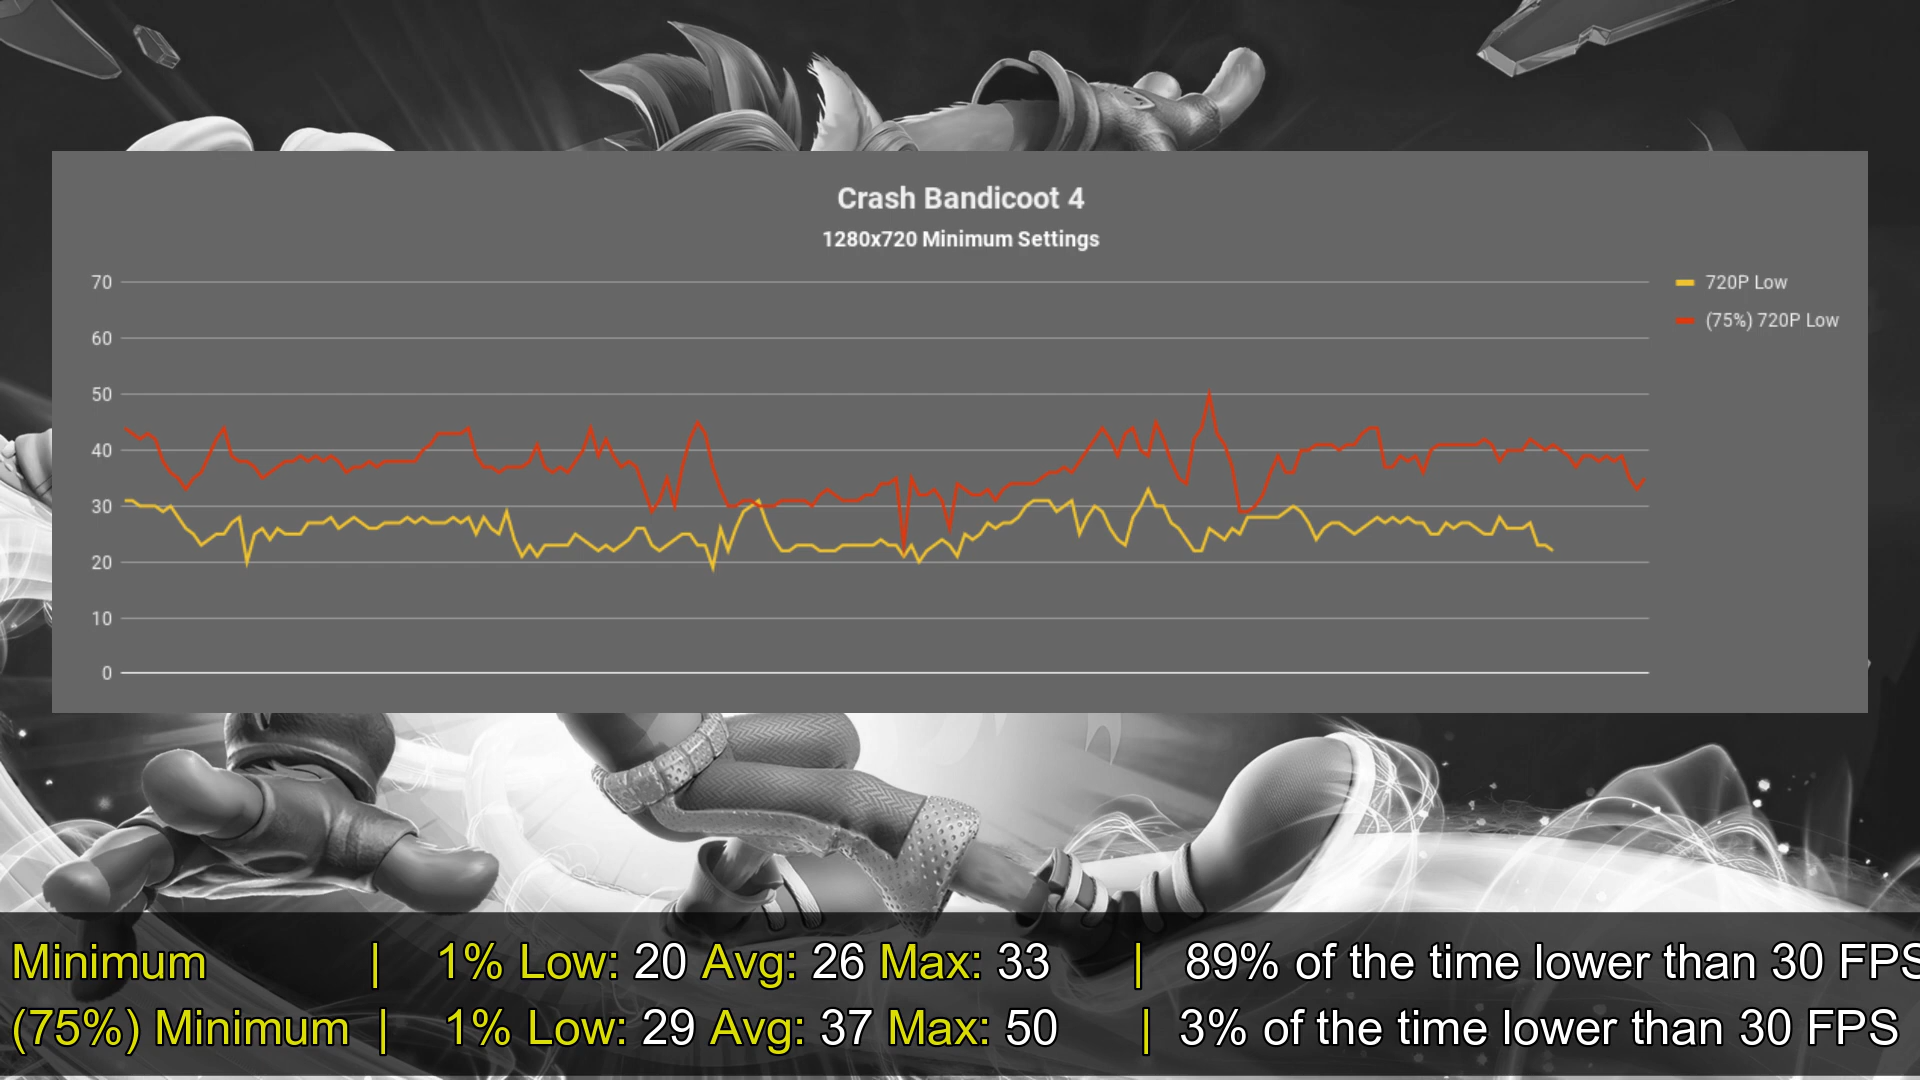 Crash Bandicoot 4
1280x720 Minimum Settings
70
60
50
40
30
20
10
0
720P Low
(75%) 720P Low
Minimum | 1% Low: 20 Avg: 26 Max: 33 | 89% of the time lower than 30 FPS
(75%) Minimum | 1% Low: 29 Avg: 37 Max: 50 | 3% of the time lower than 30 FPS